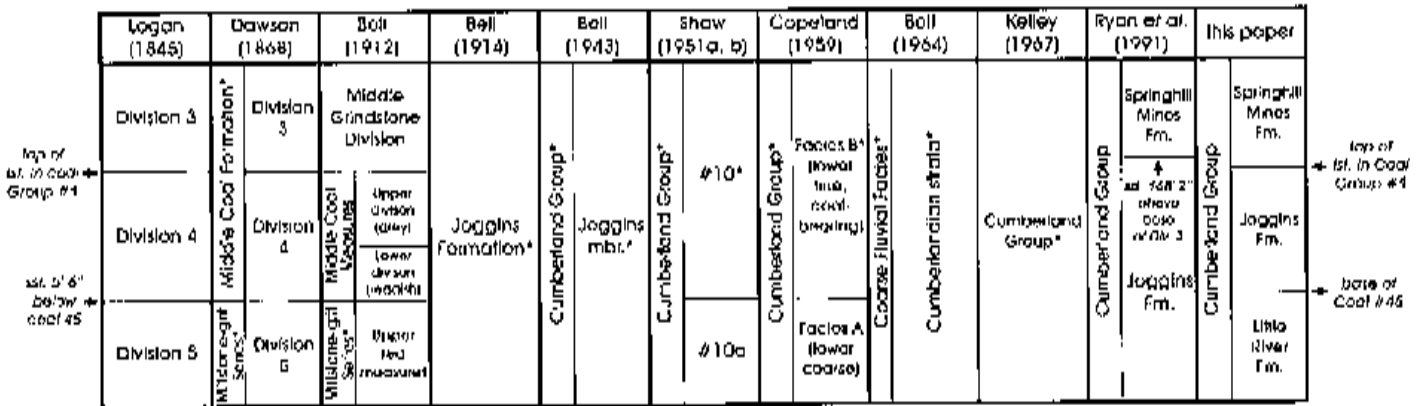 Logan
(1845)
Dawson
(1868)
Bell
(1912)
Bell
(1914)
Bell
(1943)
Shaw
(1951a, b)
Copeland
(1959)
Bell
(1964)
Kelley
(1967)
Ryan et al.
(1991)
this paper
top of
lst. in Coal
Group #1
sst. 5' 6"
below
coal 45
Division 3
Division 4
Division 5
Middle Coal Formation*
Millstone-grit
Series*
Division
3
Division
4
Division
5
Middle
Grindstone
Division
Middle Coal
Measures
Upper
division
(grey)
Lower
division
(reddish)
Millstone-grit
Series*
Upper
Red
measures
Joggins
Formation*
Cumberland Group*
Joggins
mbr.*
Cumberland Group*
#10*
#10a
Cumberland Group*
Facies B*
(lower
fine,
coal-
bearing)
Facies A
(lower
coarse)
Coarse Fluvial Facies*
Cumberlandian strata*
Cumberland
Group*
Cumberland Group
Springhill
Mines
Fm.
above
base
of Div. 3
Joggins
Fm.
Cumberland Group
Springhill
Mines
Fm.
Joggins
Fm.
Little
River
Fm.
top of
lst. in Coal
Group #1
base of
Coal #45